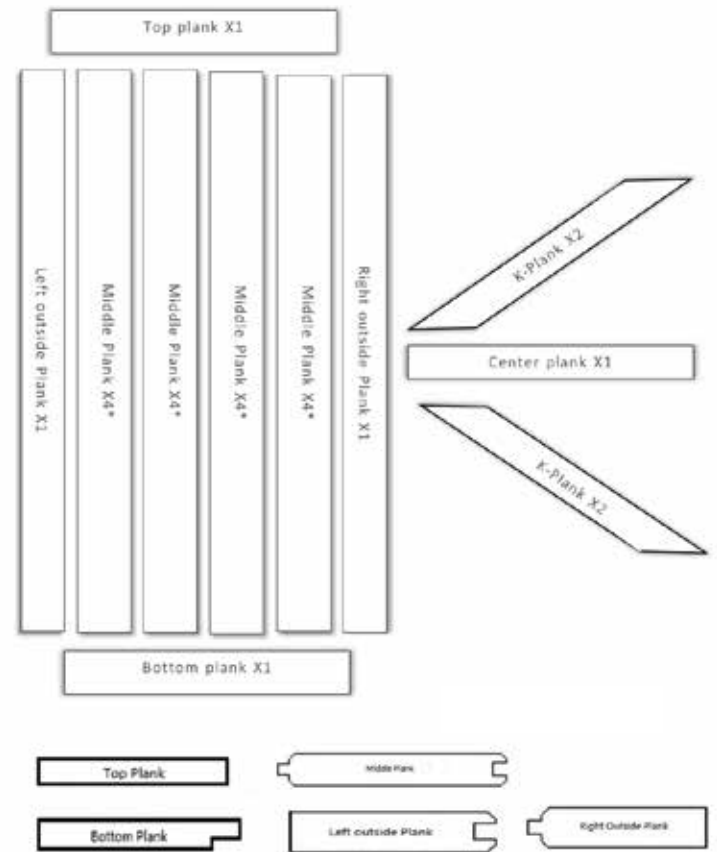 Top plank X1
Left outside Plank X1
Middle Plank X4*
Middle Plank X4*
Middle Plank X4*
Middle Plank X4*
Right outside Plank X1
K-Plank X2
Center plank X1
K-Plank X2
Bottom plank X1
Top Plank
Middle Plank
Bottom Plank
Left outside Plank
Right Outside Plank